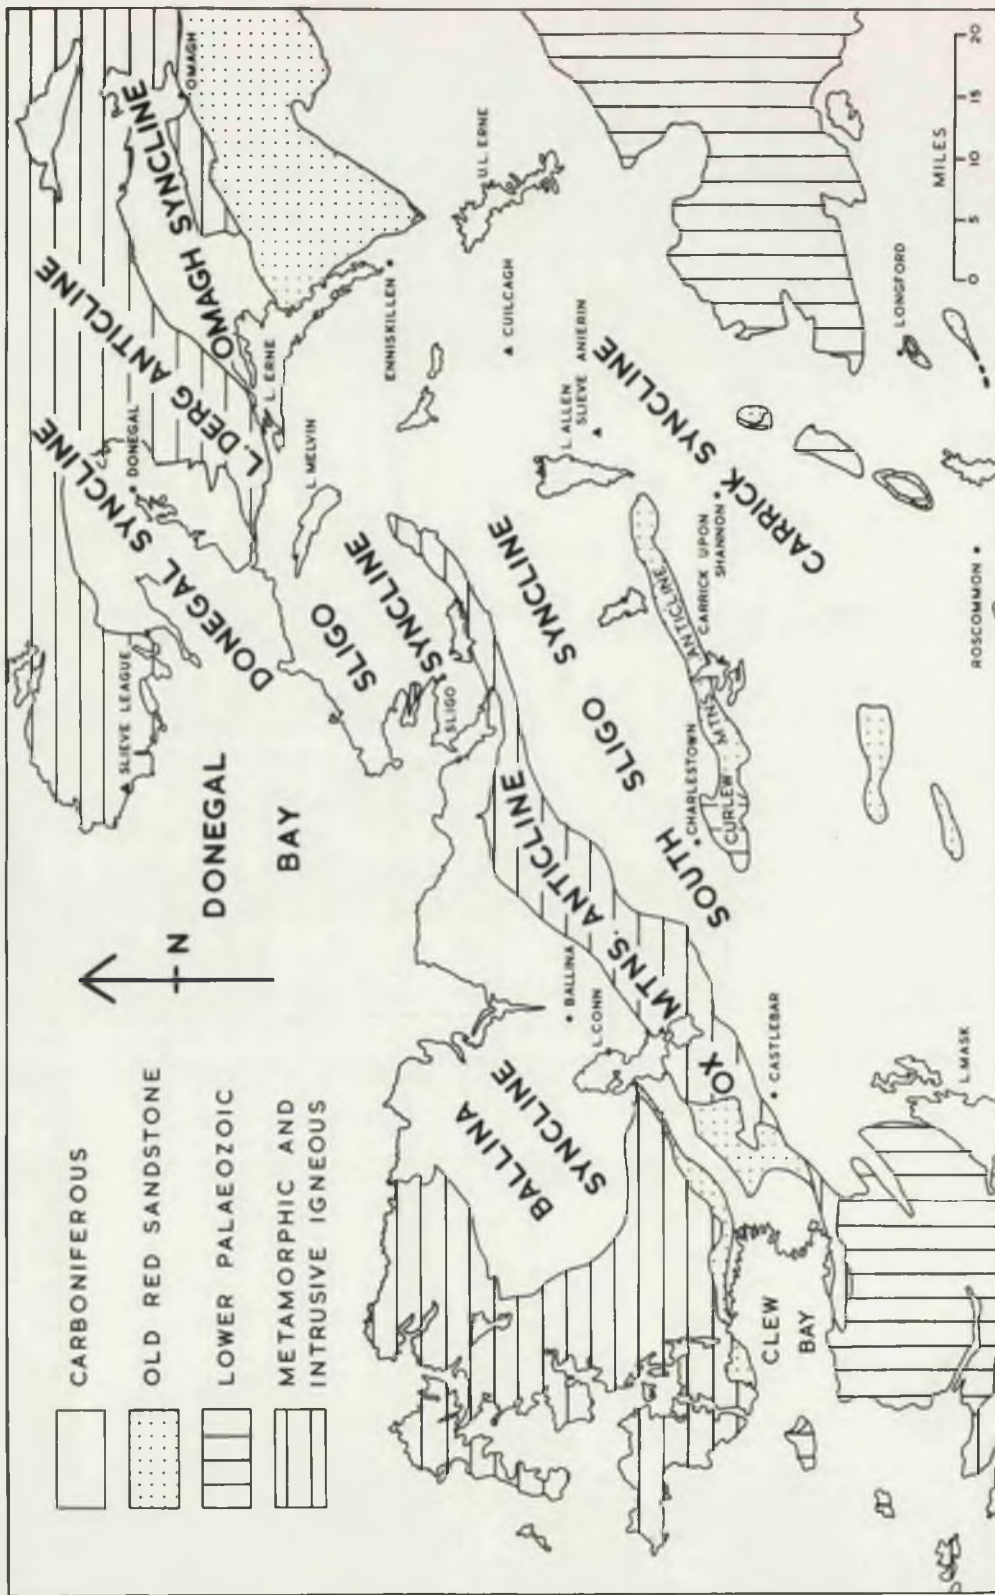 CARBONIFEROUS
OLD RED SANDSTONE
LOWER PALAEOZOIC
METAMORPHIC AND
INTRUSIVE IGNEOUS
N
DONEGAL
BAY
SLIEVE LEAGUE
DONEGAL
DONEGAL SYNCLINE
L. DERG ANTICLINE
OMAGH SYNCLINE
OMAGH
L. ERNE
L. MELVIN
ENNISKILLEN
U. L. ERNE
CUILCAGH
SLIGO
SYNCLINE
SLIGO
BALLINA
SYNCLINE
BALLINA
L. CONN
OX MTNS. ANTICLINE
SOUTH SLIGO SYNCLINE
L. ALLEN
SLIEVE ANIERIN
CHARLESTOWN
CURLEW MTNS ANTICLINE
CARRICK UPON
SHANNON
CARRICK SYNCLINE
CASTLEBAR
CLEW
BAY
L. MASK
ROSCOMMON
LONGFORD
MILES
0 5 10 15 20